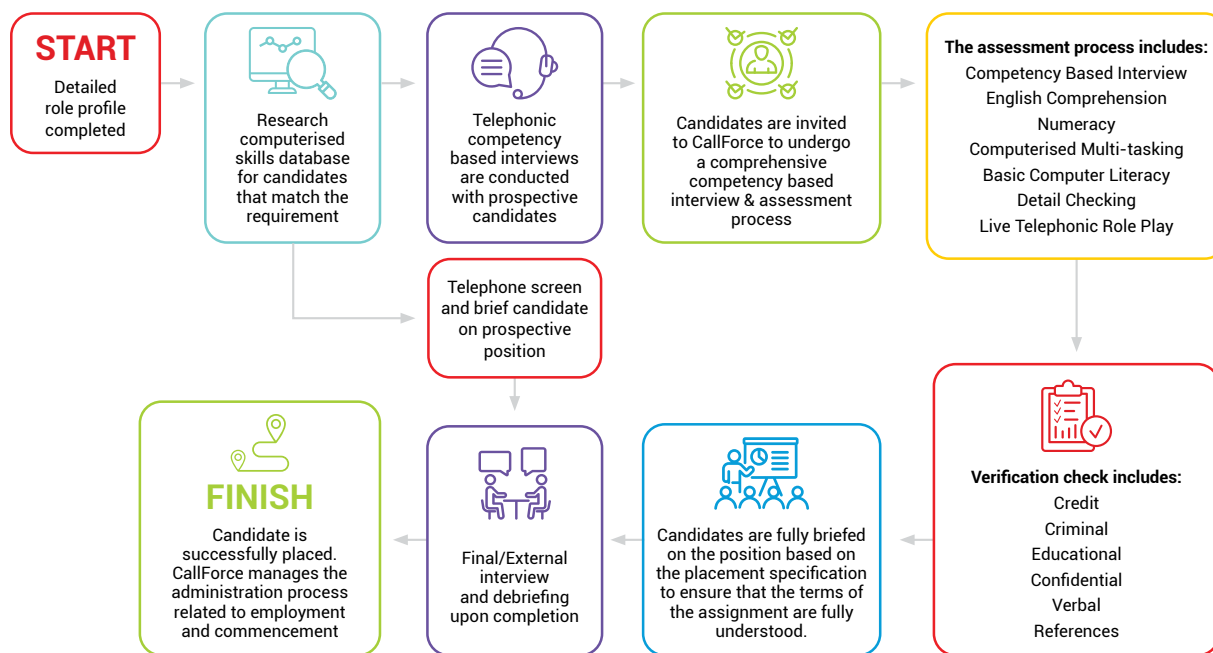 START
Detailed
role profile
completed
Research
computerised
skills database
for candidates
that match the
requirement
Telephonic
competency
based interviews
are conducted
with prospective
candidates
Candidates are invited
to CallForce to undergo
a comprehensive
competency based
interview & assessment
process
The assessment process includes:
Competency Based Interview
English Comprehension
Numeracy
Computerised Multi-tasking
Basic Computer Literacy
Detail Checking
Live Telephonic Role Play
Telephone screen
and brief candidate
on prospective
position
Verification check includes:
Credit
Criminal
Educational
Confidential
Verbal
References
Candidates are fully briefed
on the position based on
the placement specification
to ensure that the terms of
the assignment are fully
understood.
Final/External
interview
and debriefing
upon completion
FINISH
Candidate is
successfully placed.
CallForce manages the
administration process
related to employment
and commencement